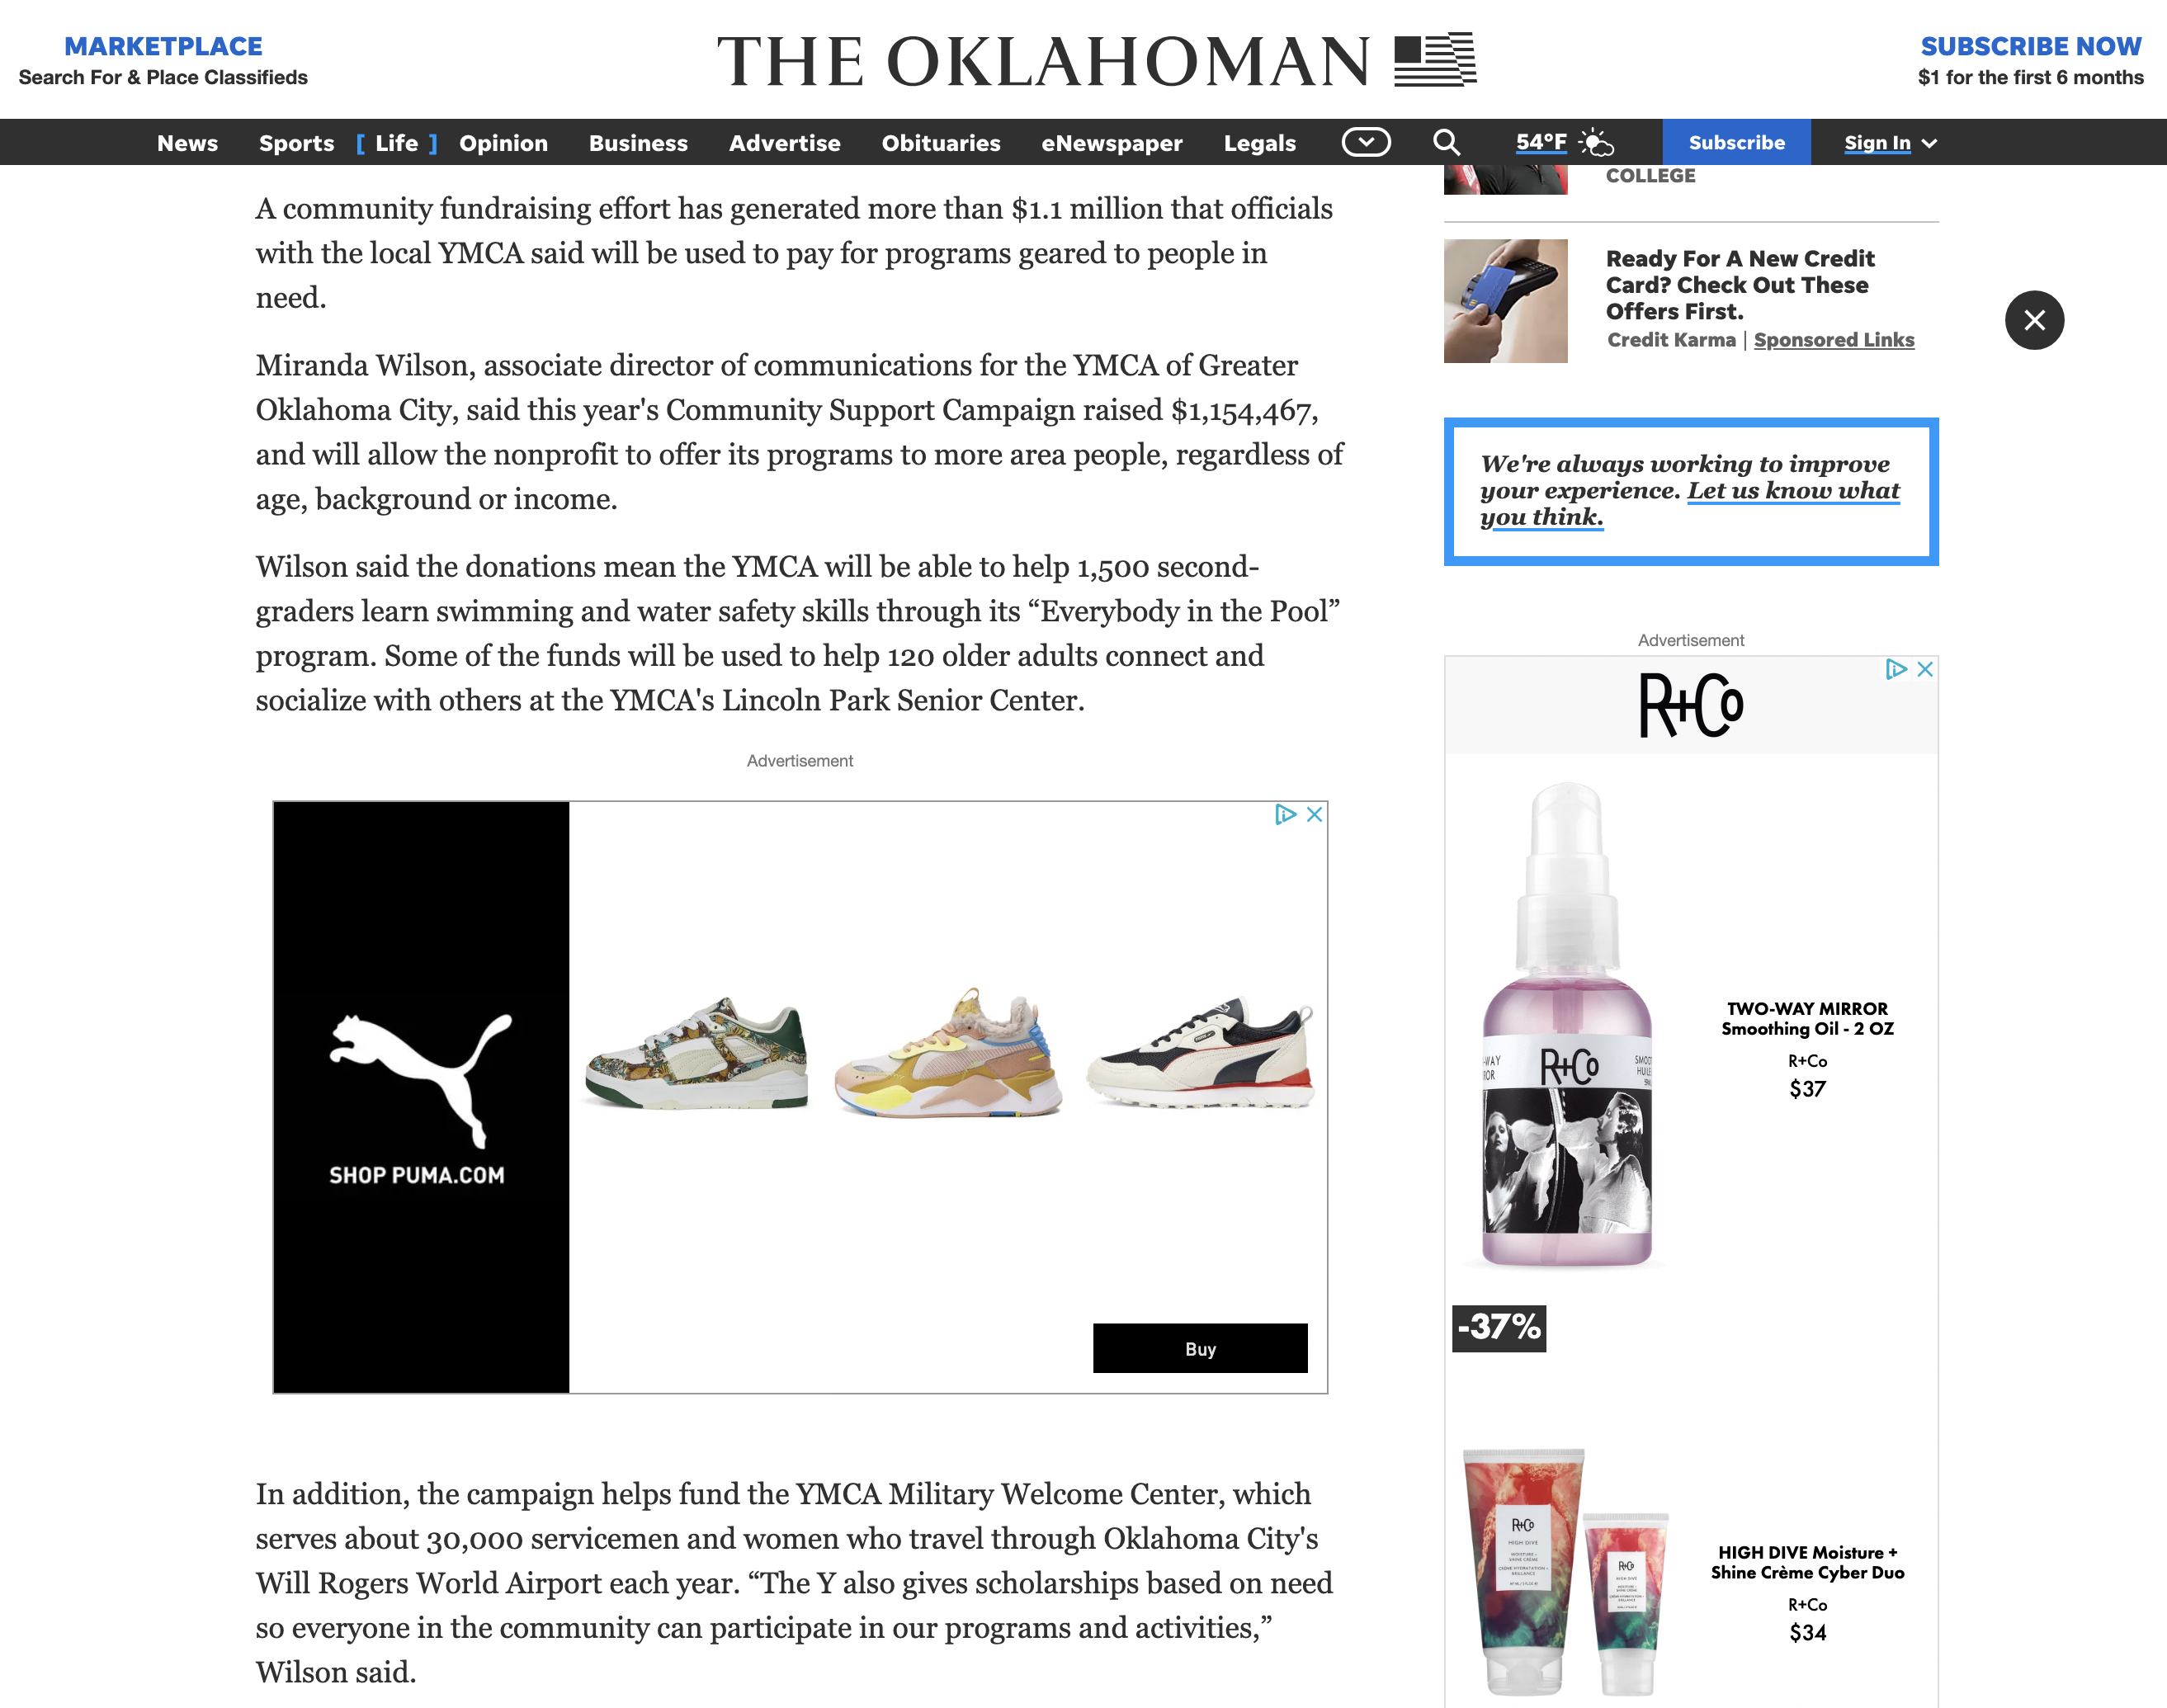 MARKETPLACE
Search For & Place Classifieds
THE OKLAHOMAN
SUBSCRIBE NOW
$1 for the first 6 months
News Sports [ Life ] Opinion Business Advertise Obituaries eNewspaper Legals 54°F Subscribe Sign In
A community fundraising effort has generated more than $1.1 million that officials
with the local YMCA said will be used to pay for programs geared to people in
need.
Miranda Wilson, associate director of communications for the YMCA of Greater
Oklahoma City, said this year's Community Support Campaign raised $1,154,467,
and will allow the nonprofit to offer its programs to more area people, regardless of
age, background or income.
Wilson said the donations mean the YMCA will be able to help 1,500 second-
graders learn swimming and water safety skills through its “Everybody in the Pool”
program. Some of the funds will be used to help 120 older adults connect and
socialize with others at the YMCA's Lincoln Park Senior Center.
Advertisement
SHOP PUMA.COM
Buy
In addition, the campaign helps fund the YMCA Military Welcome Center, which
serves about 30,000 servicemen and women who travel through Oklahoma City's
Will Rogers World Airport each year. “The Y also gives scholarships based on need
so everyone in the community can participate in our programs and activities,”
Wilson said.
COLLEGE
Ready For A New Credit
Card? Check Out These
Offers First.
Credit Karma | Sponsored Links
We're always working to improve
your experience. Let us know what
you think.
Advertisement
R+Co
R+Co
TWO-WAY MIRROR
Smoothing Oil - 2 OZ
R+Co
$37
-37%
R+Co
HIGH DIVE
MOISTURE +
SHINE CRÈME
R+Co
HIGH DIVE
HIGH DIVE Moisture +
Shine Crème Cyber Duo
R+Co
$34